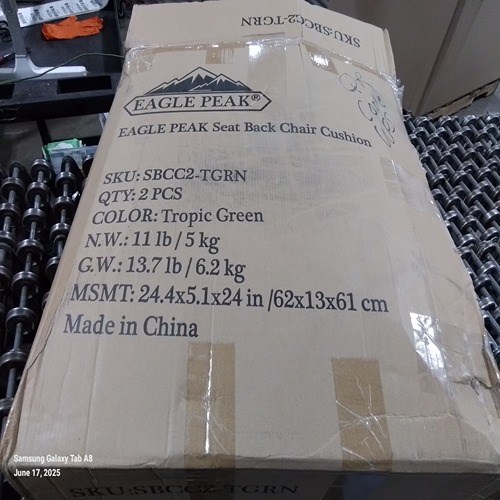 SKU:SBCC2-TGRN
EAGLE PEAK®
EAGLE PEAK Seat Back Chair Cushion
SKU: SBCC2-TGRN
QTY: 2 PCS
COLOR: Tropic Green
N.W.: 11 lb / 5 kg
G.W.: 13.7 lb / 6.2 kg
MSMT: 24.4x5.1x24 in /62x13x61 cm
Made in China
Samsung Galaxy Tab A8
June 17, 2025
SKU:SBCC2-TGRN